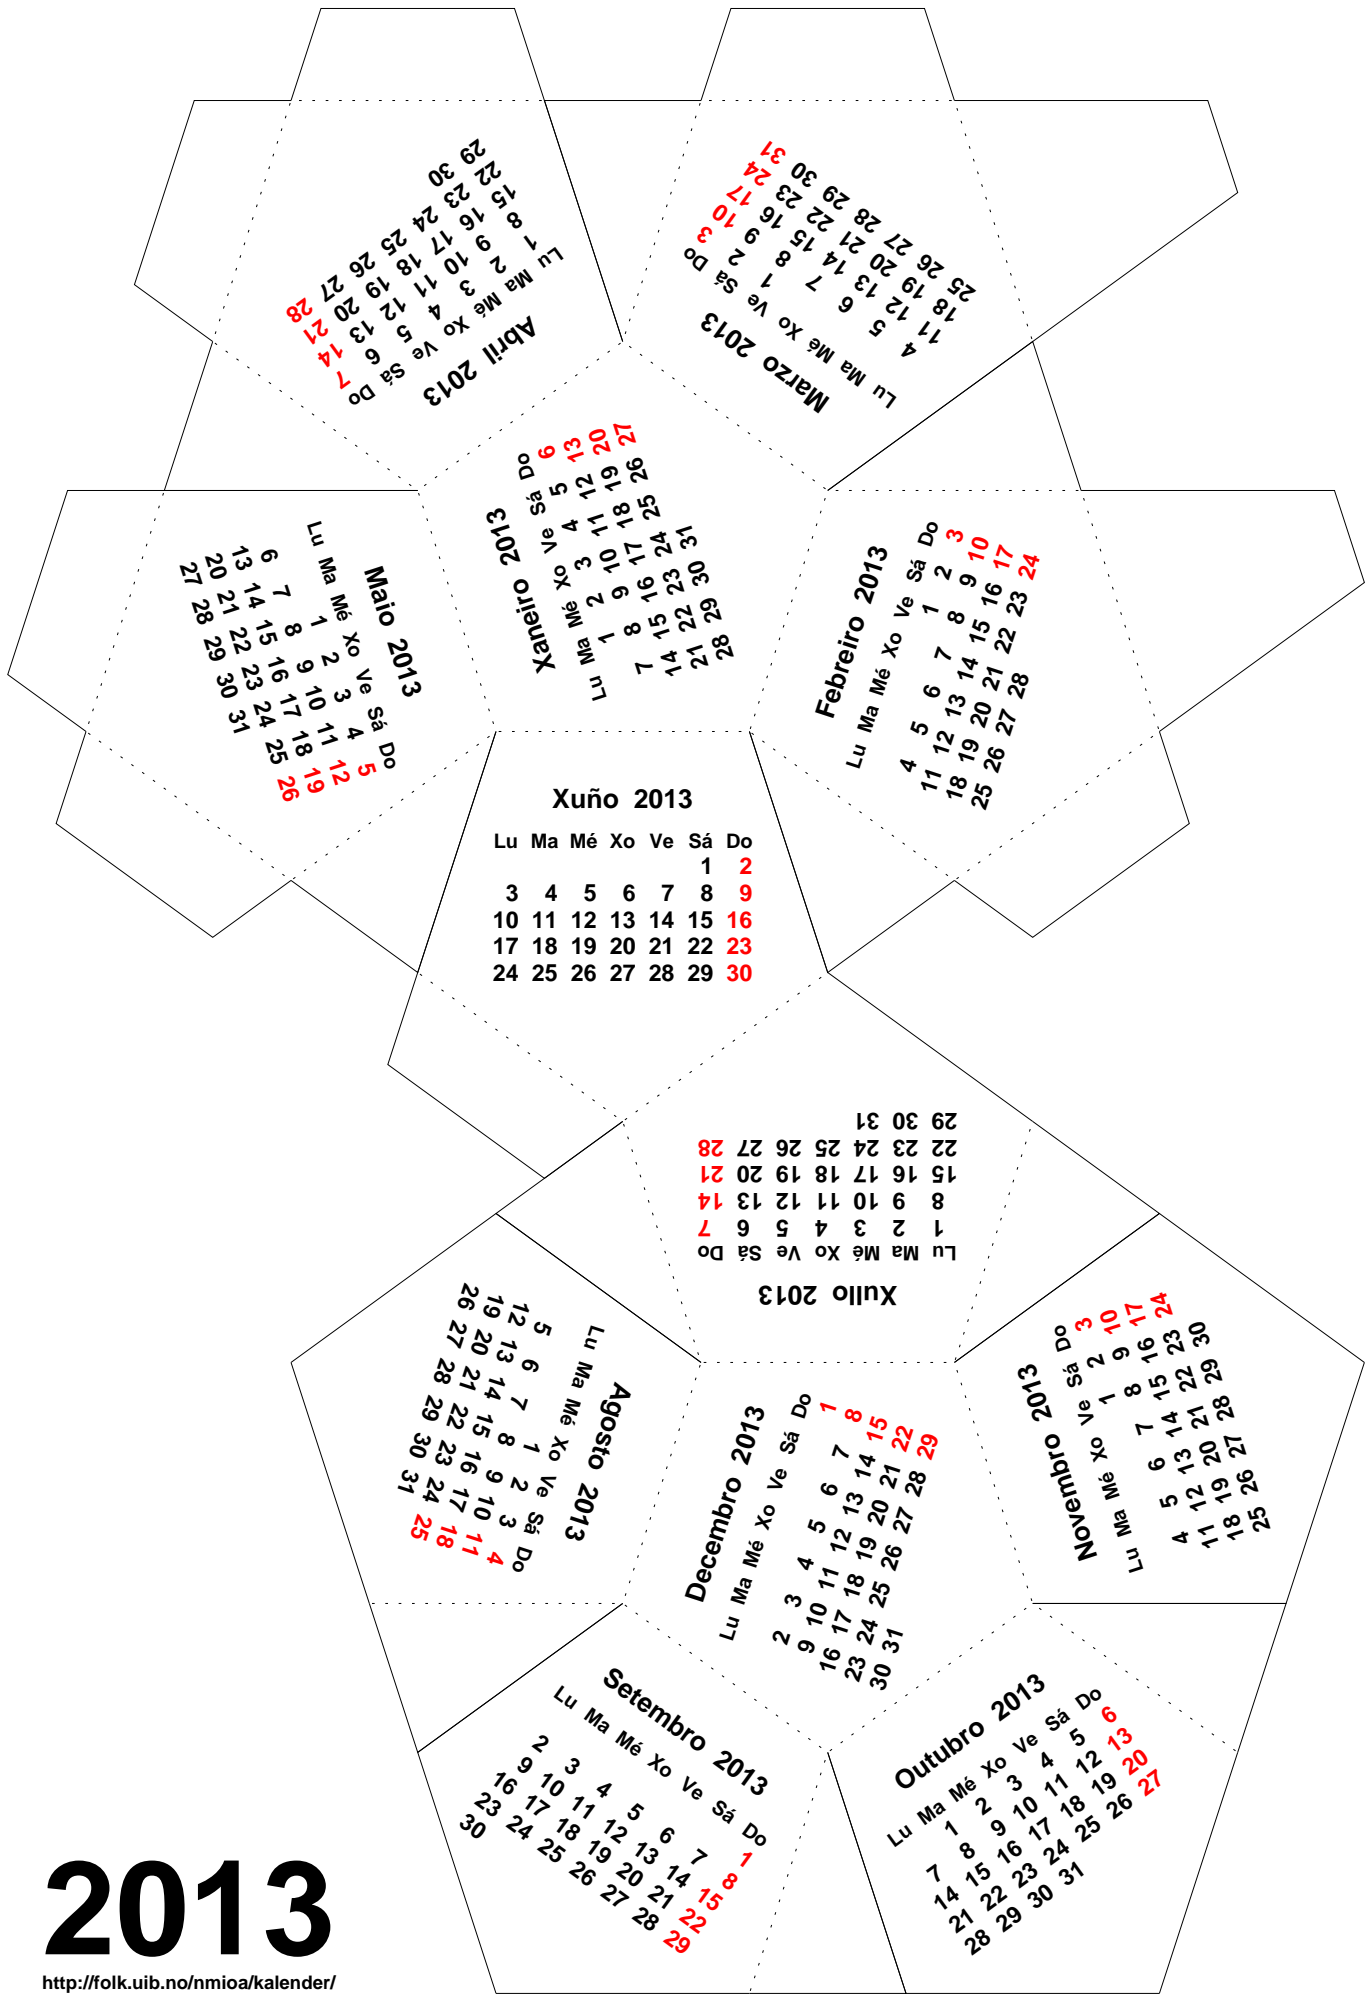 Abril 2013
Lu Ma Mé Xo Ve Sá Do
1 2 3 4 5 6 7
8 9 10 11 12 13 14
15 16 17 18 19 20 21
22 23 24 25 26 27 28
29 30
Marzo 2013
Lu Ma Mé Xo Ve Sá Do
1 2 3
4 5 6 7 8 9 10
11 12 13 14 15 16 17
18 19 20 21 22 23 24
25 26 27 28 29 30 31
Maio 2013
Lu Ma Mé Xo Ve Sá Do
1 2 3 4 5
6 7 8 9 10 11 12
13 14 15 16 17 18 19
20 21 22 23 24 25 26
27 28 29 30 31
Xaneiro 2013
Lu Ma Mé Xo Ve Sá Do
1 2 3 4 5 6
7 8 9 10 11 12 13
14 15 16 17 18 19 20
21 22 23 24 25 26 27
28 29 30 31
Febreiro 2013
Lu Ma Mé Xo Ve Sá Do
1 2 3
4 5 6 7 8 9 10
11 12 13 14 15 16 17
18 19 20 21 22 23 24
25 26 27 28
Xuño 2013
Lu Ma Mé Xo Ve Sá Do
1 2
3 4 5 6 7 8 9
10 11 12 13 14 15 16
17 18 19 20 21 22 23
24 25 26 27 28 29 30
Xullo 2013
Lu Ma Mé Xo Ve Sá Do
1 2 3 4 5 6 7
8 9 10 11 12 13 14
15 16 17 18 19 20 21
22 23 24 25 26 27 28
29 30 31
Agosto 2013
Lu Ma Mé Xo Ve Sá Do
1 2 3 4
5 6 7 8 9 10 11
12 13 14 15 16 17 18
19 20 21 22 23 24 25
26 27 28 29 30 31
Decembro 2013
Lu Ma Mé Xo Ve Sá Do
1
2 3 4 5 6 7 8
9 10 11 12 13 14 15
16 17 18 19 20 21 22
23 24 25 26 27 28 29
30 31
Novembro 2013
Lu Ma Mé Xo Ve Sá Do
1 2 3
4 5 6 7 8 9 10
11 12 13 14 15 16 17
18 19 20 21 22 23 24
25 26 27 28 29 30
Setembro 2013
Lu Ma Mé Xo Ve Sá Do
1
2 3 4 5 6 7 8
9 10 11 12 13 14 15
16 17 18 19 20 21 22
23 24 25 26 27 28 29
30
Outubro 2013
Lu Ma Mé Xo Ve Sá Do
1 2 3 4 5 6
7 8 9 10 11 12 13
14 15 16 17 18 19 20
21 22 23 24 25 26 27
28 29 30 31
2013
http://folk.uib.no/nmioa/kalender/